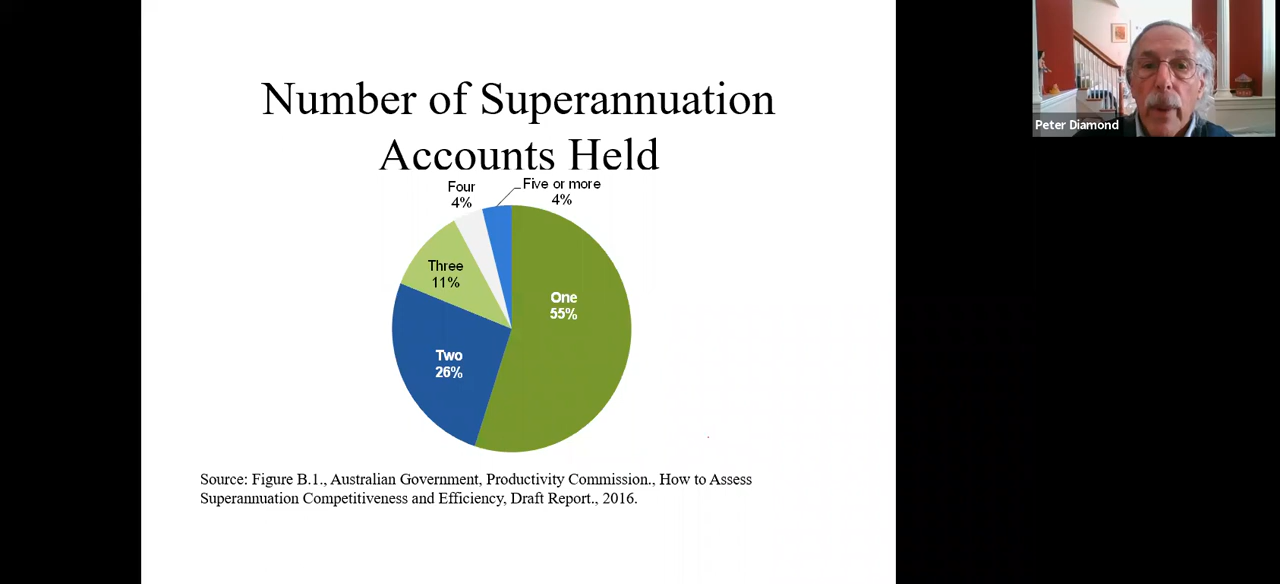 Number of Superannuation
Accounts Held
Four
4%
Five or more
4%
Three
11%
One
55%
Two
26%
Source: Figure B.1., Australian Government, Productivity Commission., How to Assess
Superannuation Competitiveness and Efficiency, Draft Report., 2016.
Peter Diamond